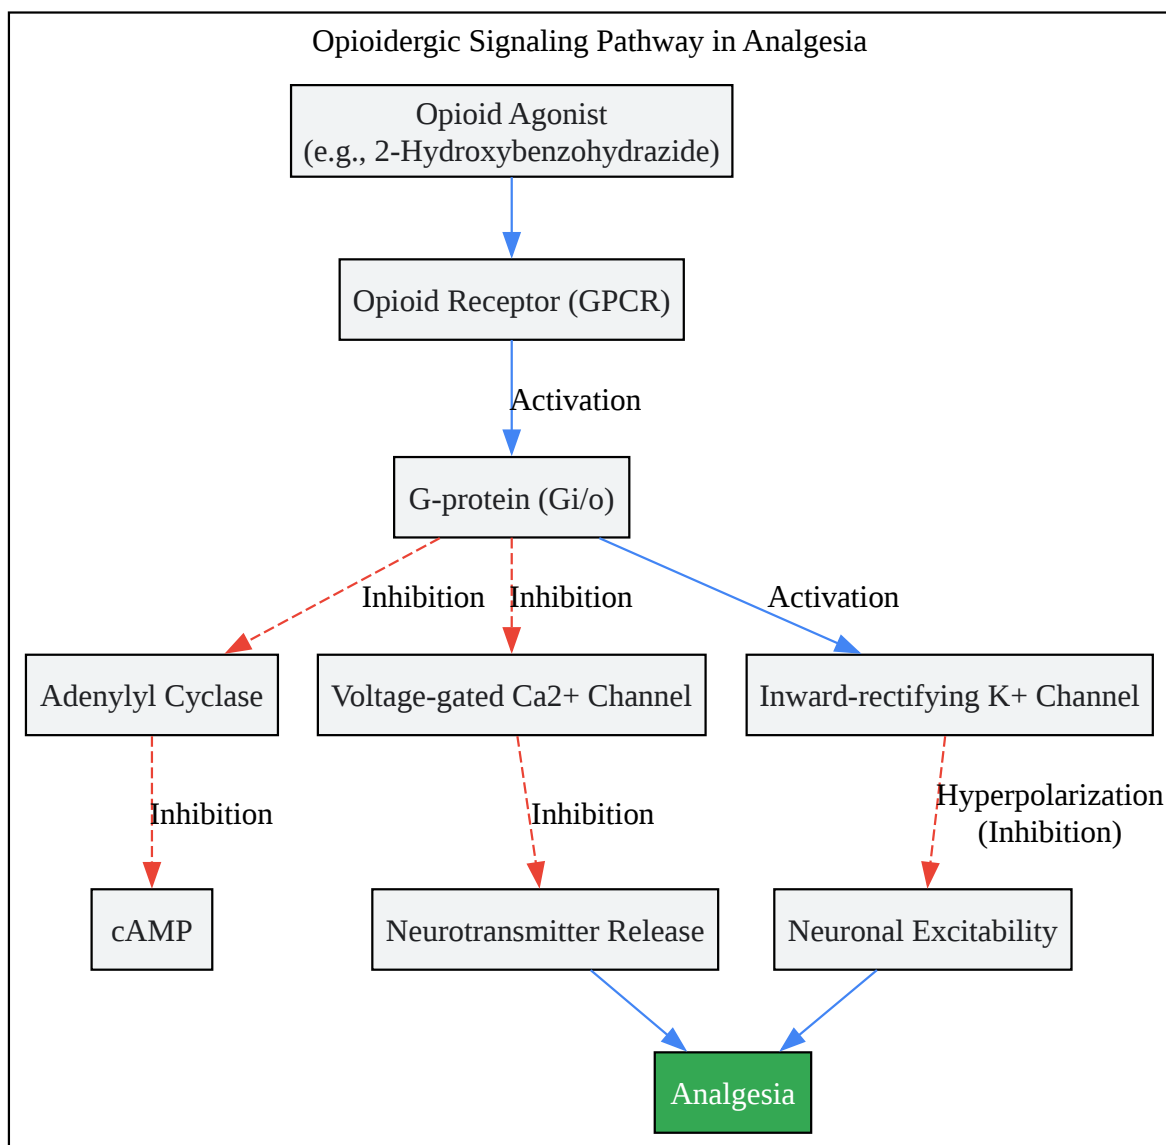 Opioidergic Signaling Pathway in Analgesia
Opioid Agonist
(e.g., 2-Hydroxybenzohydrazide)
Opioid Receptor (GPCR)
Activation
G-protein (Gi/o)
Inhibition
Inhibition
Activation
Adenylyl Cyclase
Voltage-gated Ca2+ Channel
Inward-rectifying K+ Channel
Inhibition
Inhibition
Hyperpolarization
(Inhibition)
cAMP
Neurotransmitter Release
Neuronal Excitability
Analgesia